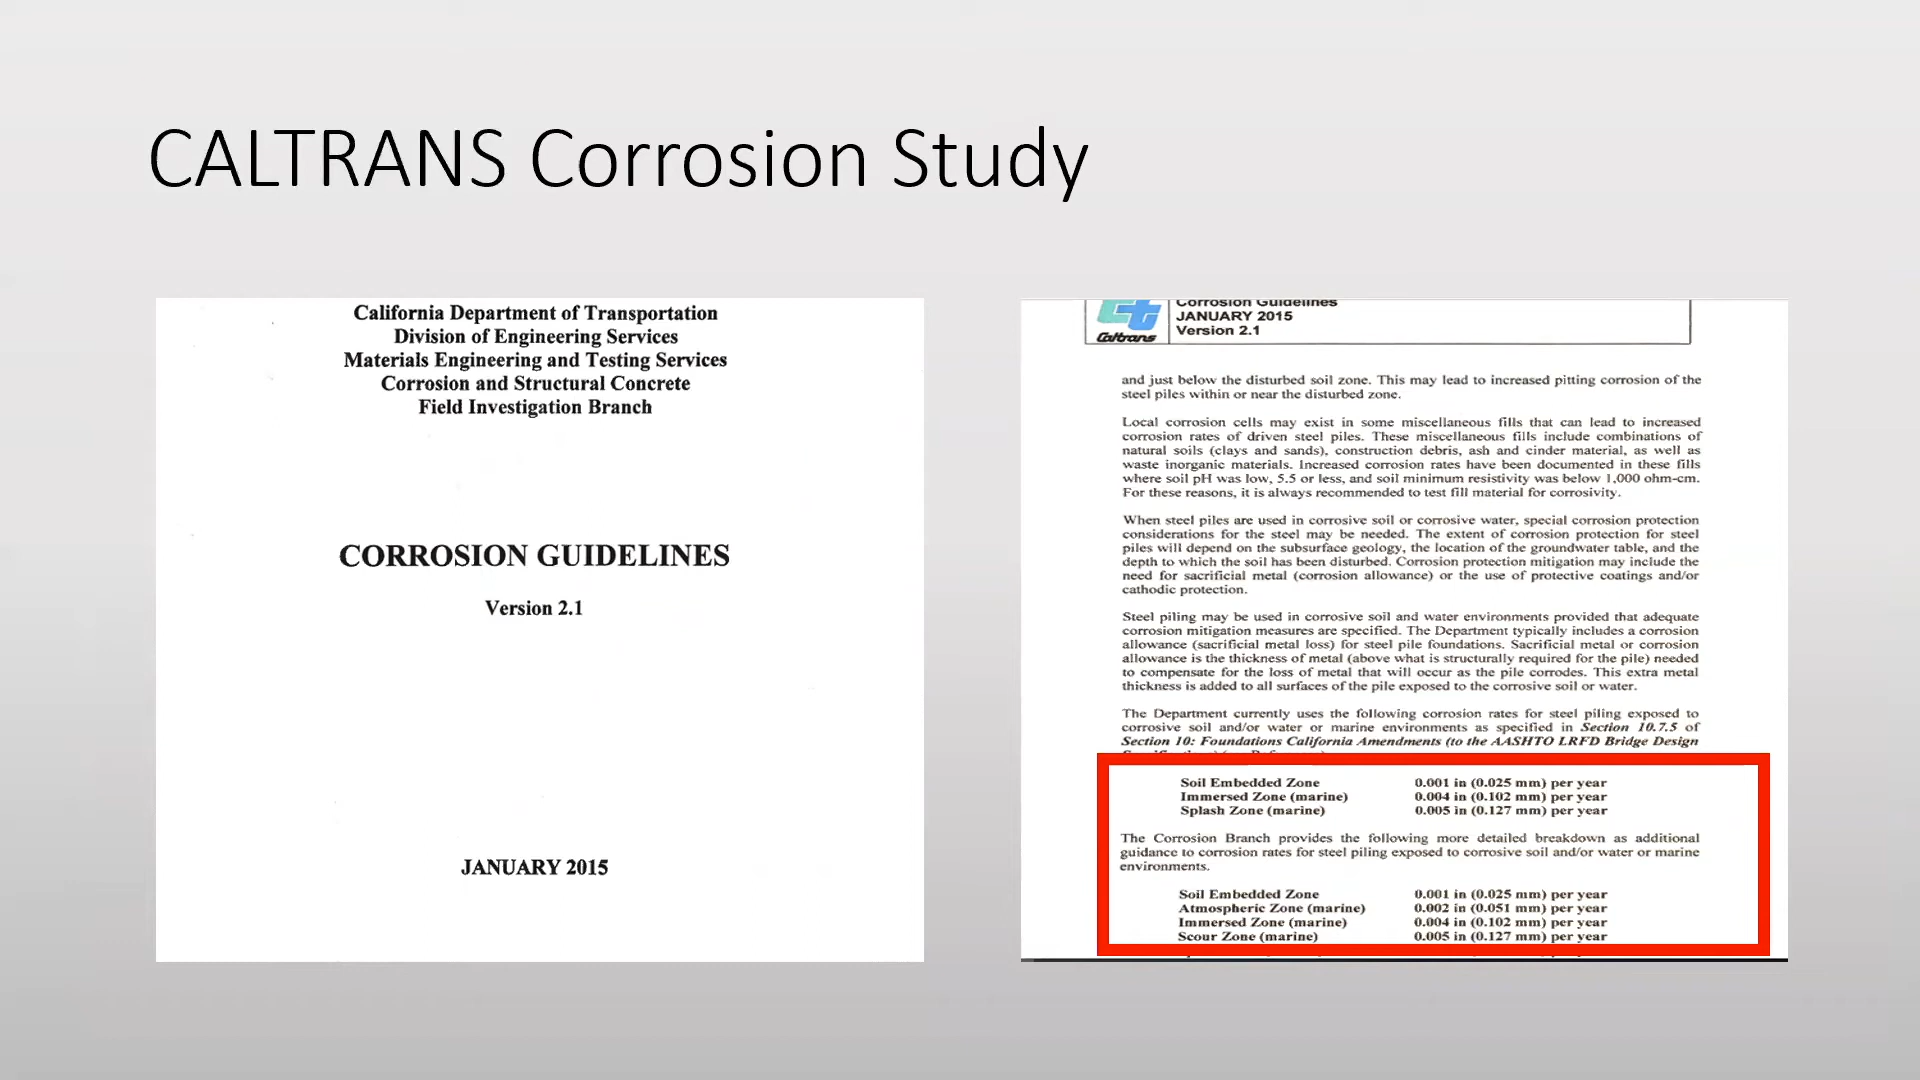 CALTRANS Corrosion Study
California Department of Transportation
Division of Engineering Services
Materials Engineering and Testing Services
Corrosion and Structural Concrete
Field Investigation Branch
CORROSION GUIDELINES
Version 2.1
JANUARY 2015
Caltrans
Corrosion Guidelines
JANUARY 2015
Version 2.1
and just below the disturbed soil zone. This may lead to increased pitting corrosion of the
steel piles within or near the disturbed zone.
Local corrosion cells may exist in some miscellaneous fills that can lead to increased
corrosion rates of driven steel piles. These miscellaneous fills include combinations of
natural soils (clays and sands), construction debris, ash and cinder material, as well as
waste inorganic materials. Increased corrosion rates have been documented in these fills
where soil pH was low, 5.5 or less, and soil minimum resistivity was below 1,000 ohm-cm.
For these reasons, it is always recommended to test fill material for corrosivity.
When steel piles are used in corrosive soil or corrosive water, special corrosion protection
considerations for the steel may be needed. The extent of corrosion protection for steel
piles will depend on the subsurface geology, the location of the groundwater table, and the
depth to which the soil has been disturbed. Corrosion protection mitigation may include the
need for sacrificial metal (corrosion allowance) or the use of protective coatings and/or
cathodic protection.
Steel piling may be used in corrosive soil and water environments provided that adequate
corrosion mitigation measures are specified. The Department typically includes a corrosion
allowance (sacrificial metal loss) for steel pile foundations. Sacrificial metal or corrosion
allowance is the thickness of metal (above what is structurally required for the pile) needed
to compensate for the loss of metal that will occur as the pile corrodes. This extra metal
thickness is added to all surfaces of the pile exposed to the corrosive soil or water.
The Department currently uses the following corrosion rates for steel piling exposed to
corrosive soil and/or water or marine environments as specified in Section 10.7.5 of
Section 10: Foundations California Amendments (to the AASHTO LRFD Bridge Design
Soil Embedded Zone 0.001 in (0.025 mm) per year
Immersed Zone (marine) 0.004 in (0.102 mm) per year
Splash Zone (marine) 0.005 in (0.127 mm) per year
The Corrosion Branch provides the following more detailed breakdown as additional
guidance to corrosion rates for steel piling exposed to corrosive soil and/or water or marine
environments.
Soil Embedded Zone 0.001 in (0.025 mm) per year
Atmospheric Zone (marine) 0.002 in (0.051 mm) per year
Immersed Zone (marine) 0.004 in (0.102 mm) per year
Scour Zone (marine) 0.005 in (0.127 mm) per year